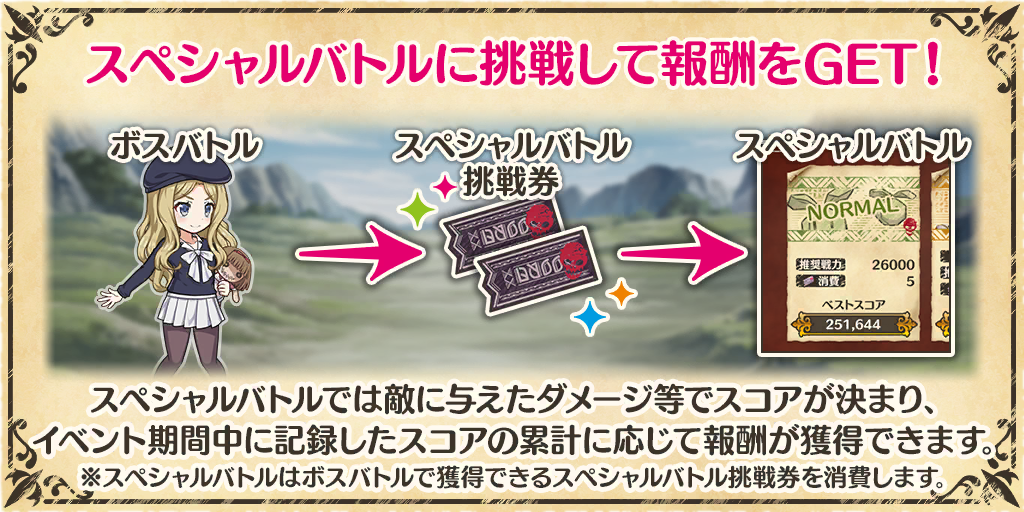 スペシャルバトルに挑戦して報酬をGET!
ボスバトル
スペシャルバトル
挑戦券
スペシャルバトル
NORMAL
推奨戦力 26000
消費 5
ベストスコア
251,644
スペシャルバトルでは敵に与えたダメージ等でスコアが決まり、
イベント期間中に記録したスコアの累計に応じて報酬が獲得できます。
※スペシャルバトルはボスバトルで獲得できるスペシャルバトル挑戦券を消費します。